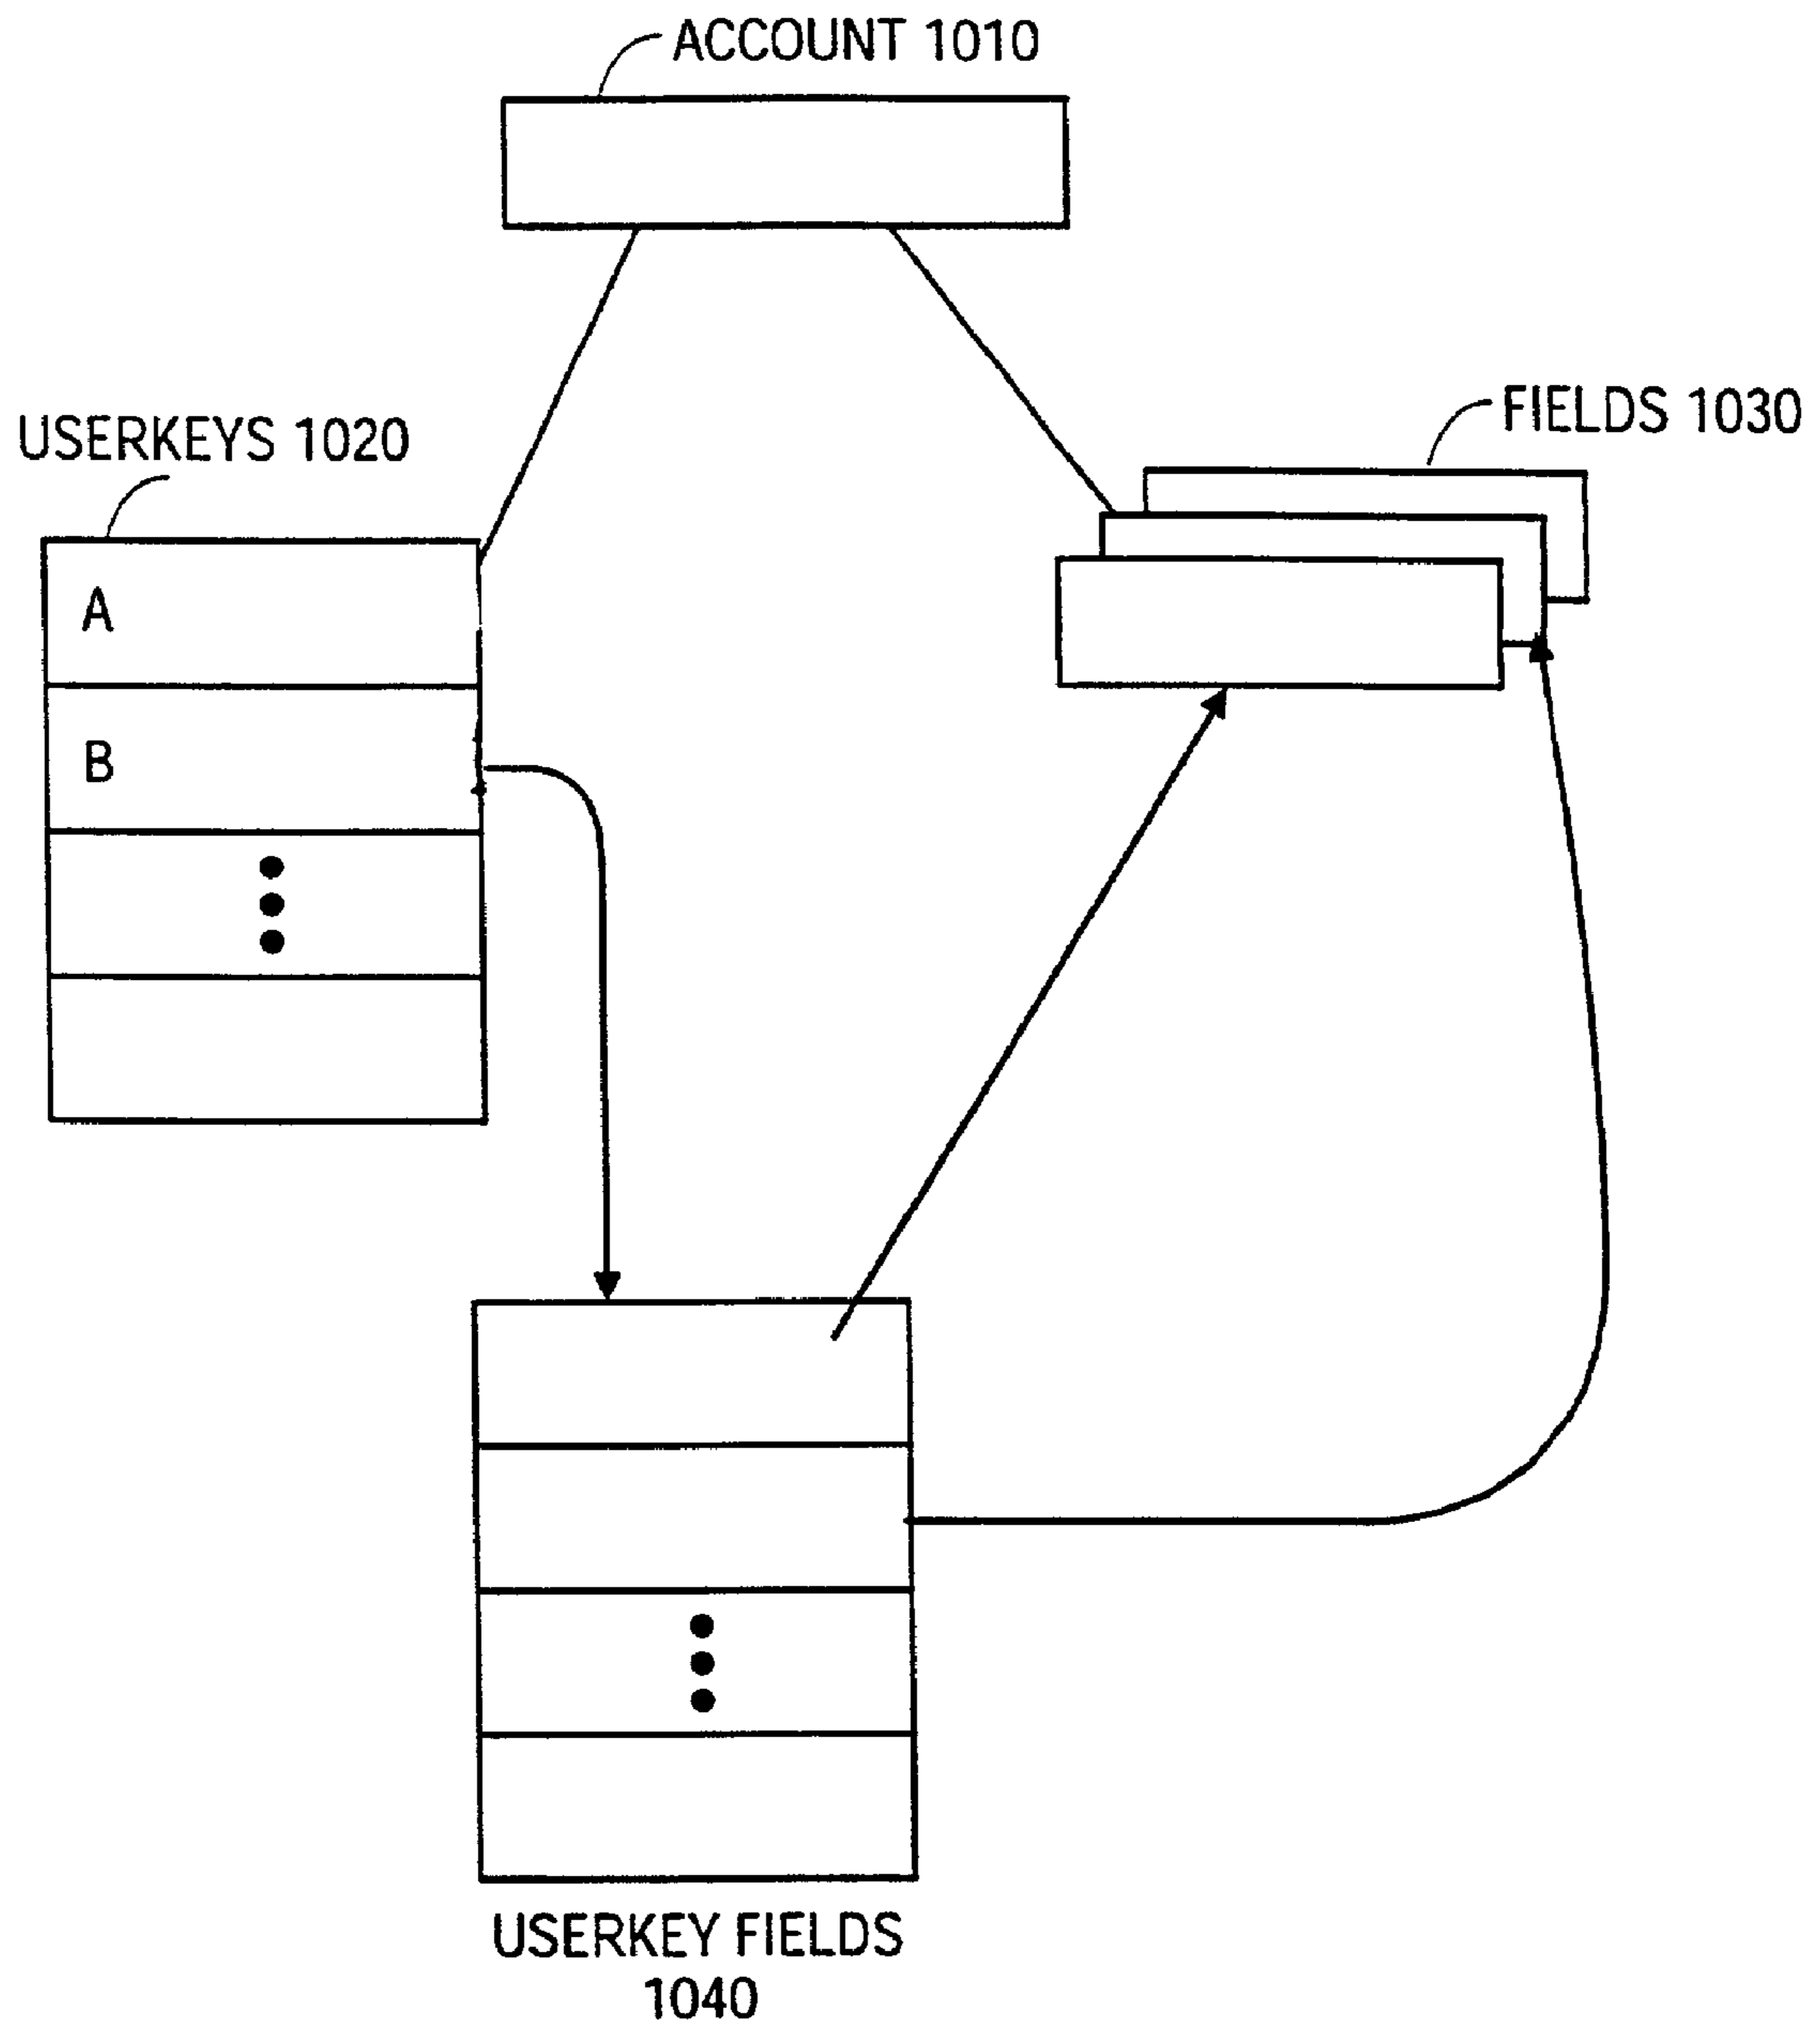 ACCOUNT 1010
USERKEYS 1020
FIELDS 1030
A
B
USERKEY FIELDS
1040